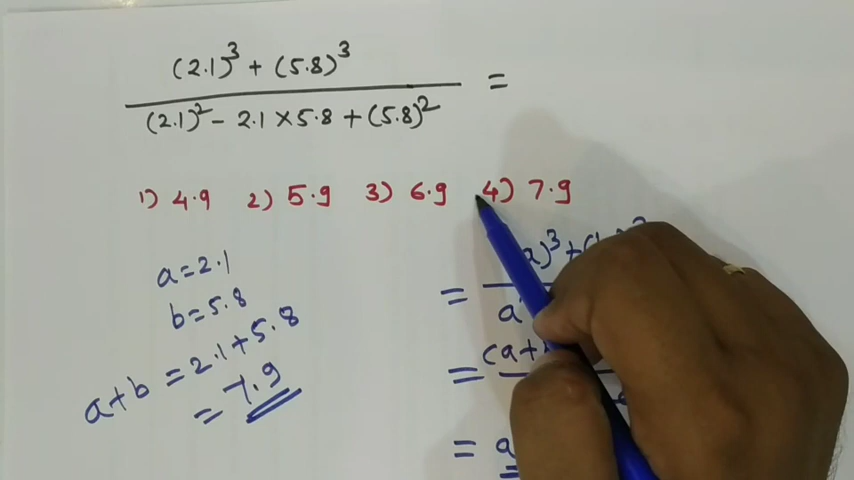 (2.1)³ + (5.8)³
(2.1)² - 2.1 × 5.8 + (5.8)²
=
1) 4.9 2) 5.9 3) 6.9 4) 7.9
a=2.1
b=5.8
a+b = 2.1+5.8
= 7.9
=
= (a+
= a